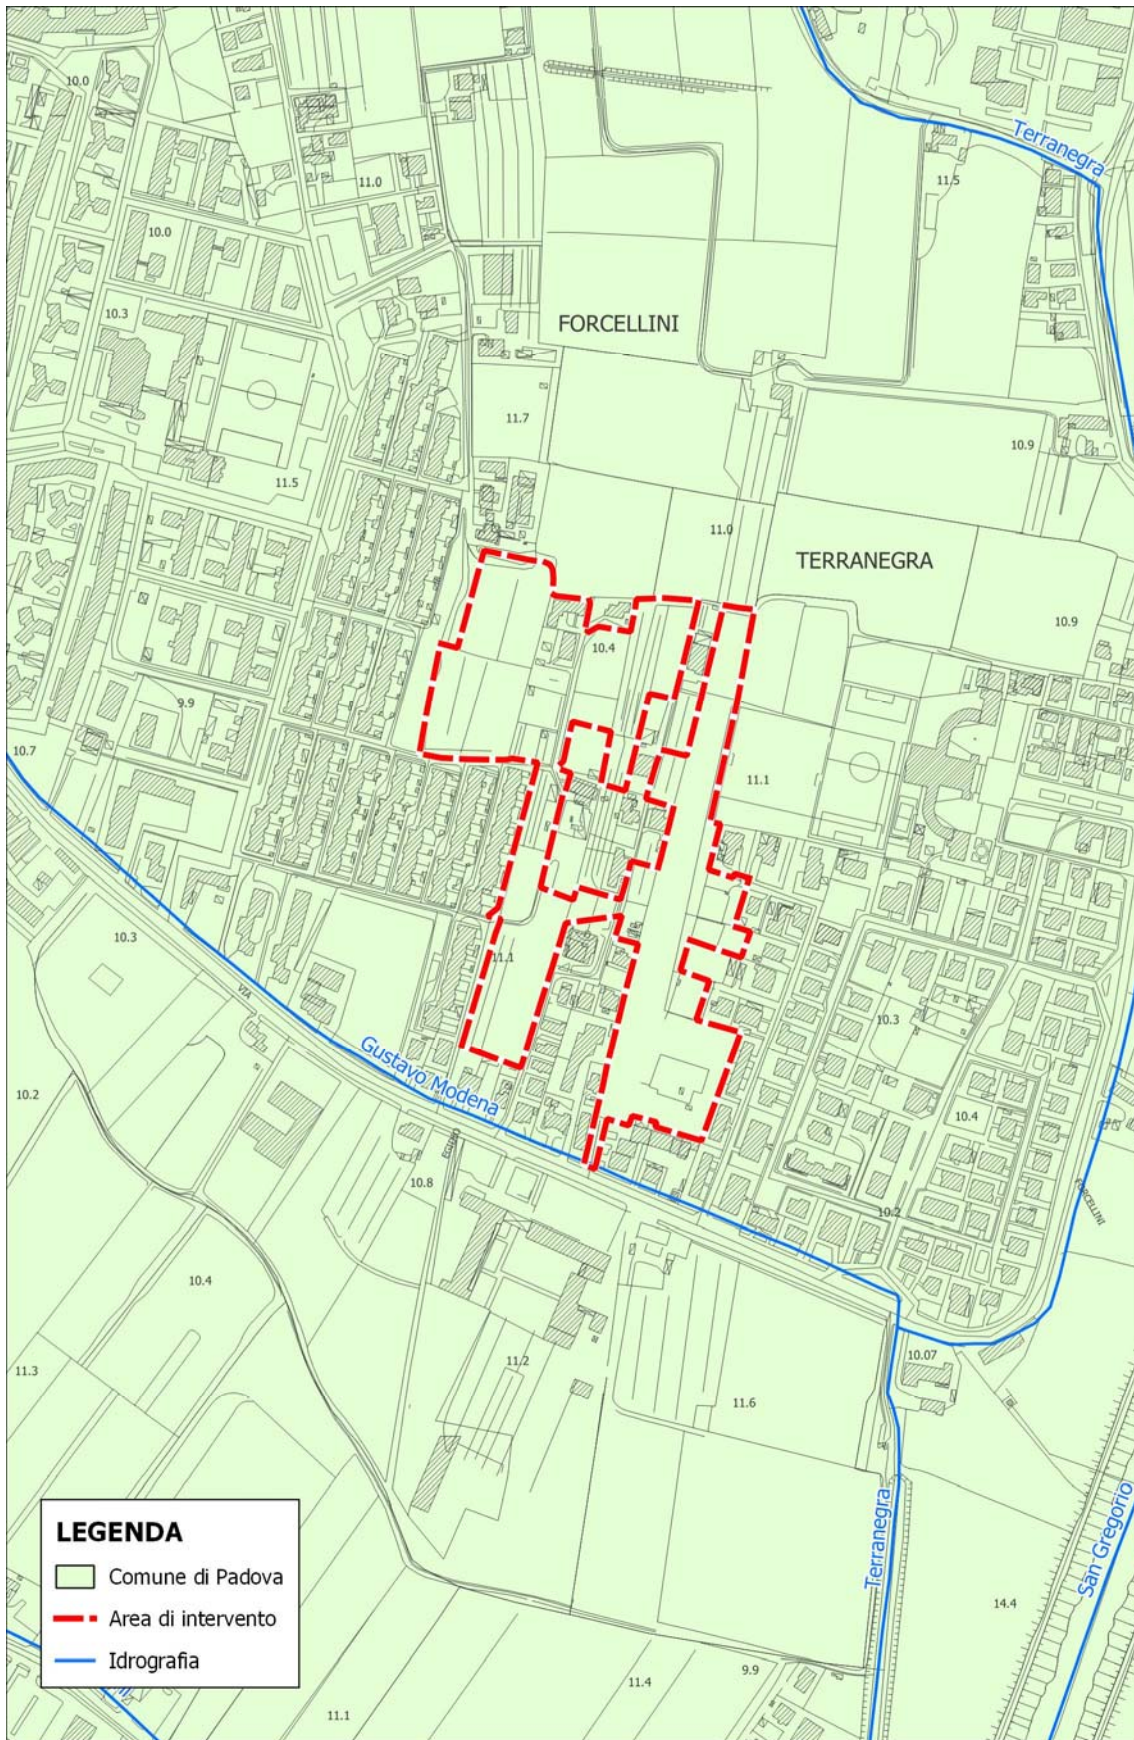 10.0
Terranegra
11.5
11.0
10.0
10.3
FORCELLINI
11.7
10.9
11.5
11.0
TERRANEGRA
10.9
10.4
9.9
10.7
11.1
10.3
VIA
11.1
10.3
Gustavo Modena
10.2
10.4
10.8
FORCELLINI
10.2
10.4
11.2
10.07
11.3
11.6
Terranegra
San Gregorio
14.4
LEGENDA
Comune di Padova
Area di intervento
Idrografia
9.9
11.4
11.1